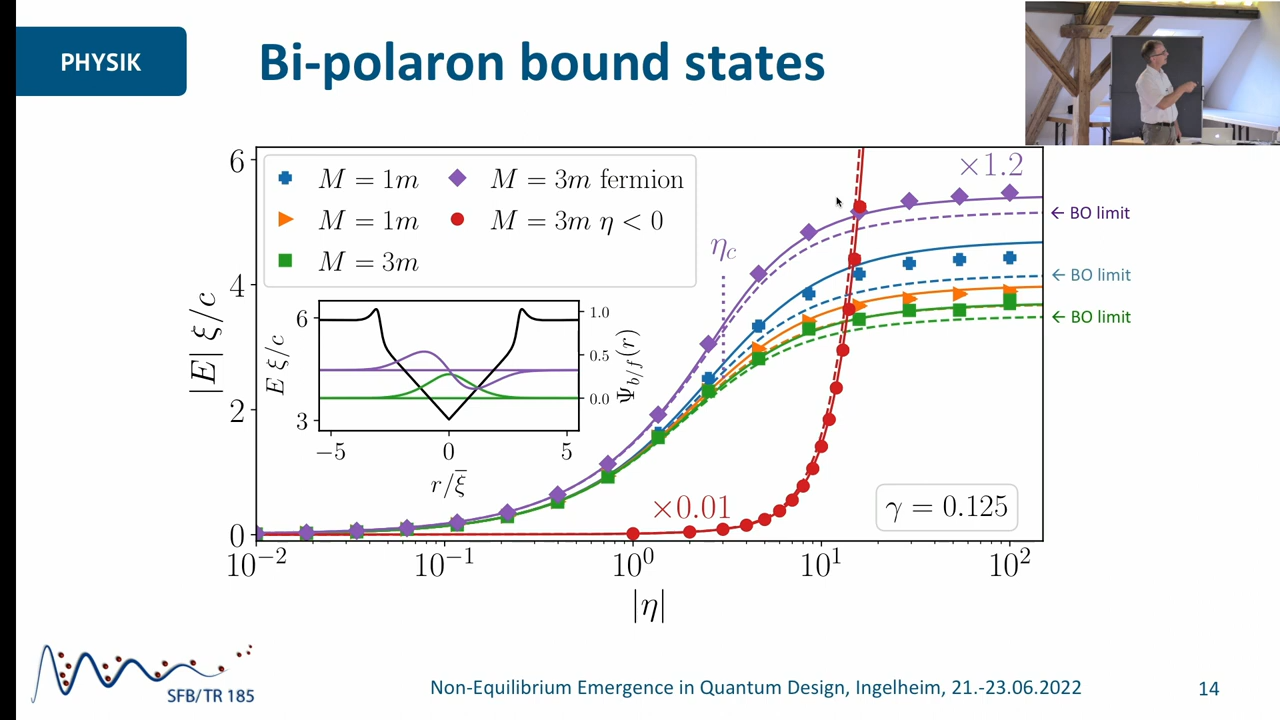 PHYSIK
Bi-polaron bound states
|E| ξ/c
6
4
2
0
M = 1m
M = 1m
M = 3m
M = 3m fermion
M = 3m η < 0
η_c
×1.2
← BO limit
← BO limit
← BO limit
E ξ/c
6
3
−5
0
5
r/ξ̅
1.0
0.5
0.0
Ψ_{b/f}(r)
×0.01
γ = 0.125
10⁻²
10⁻¹
10⁰
10¹
10²
|η|
SFB/TR 185
Non-Equilibrium Emergence in Quantum Design, Ingelheim, 21.-23.06.2022
14